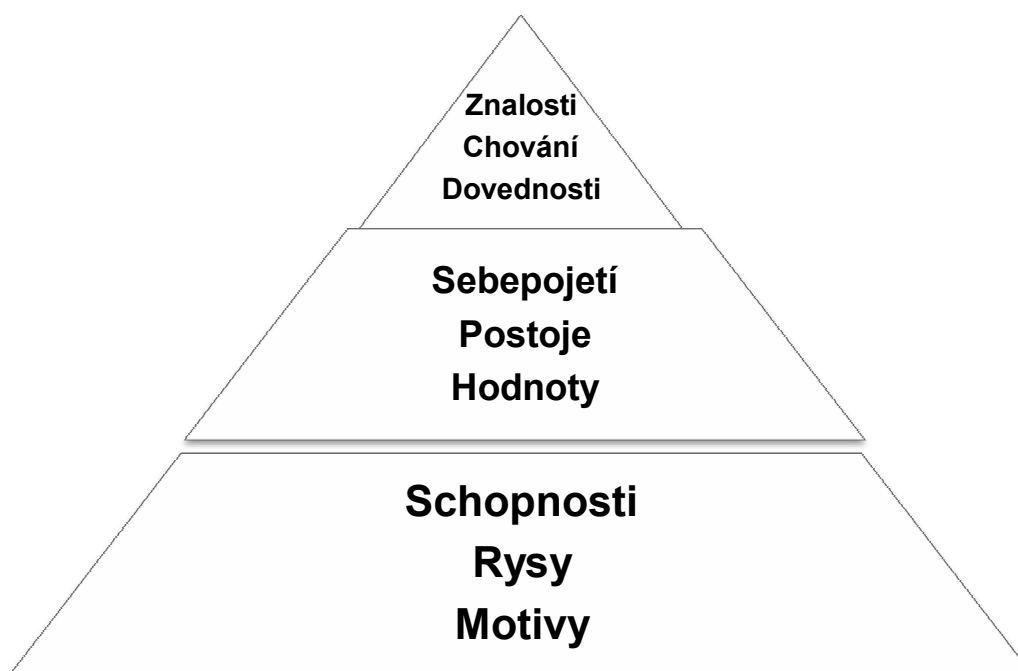 Znalosti
Chování
Dovednosti
Sebepojetí
Postoje
Hodnoty
Schopnosti
Rysy
Motivy